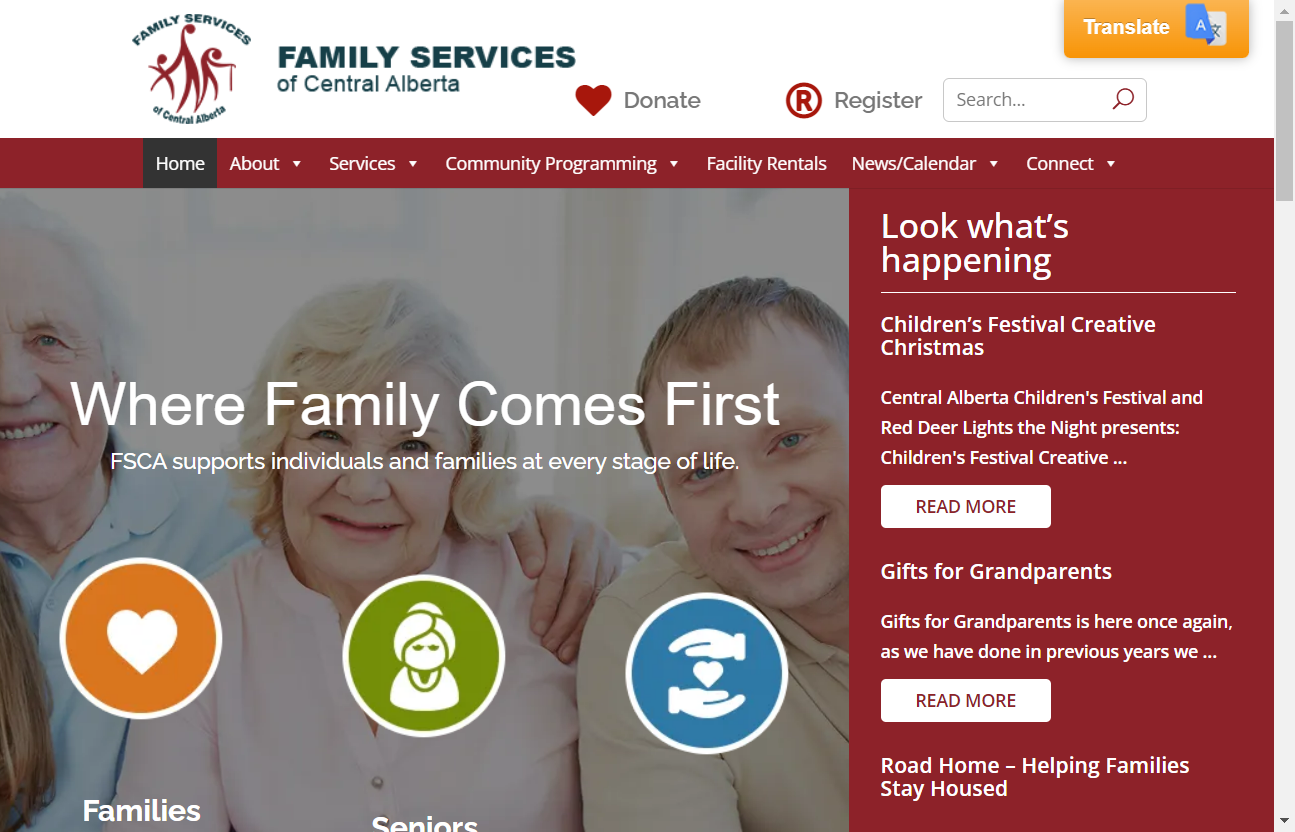 FAMILY SERVICES
of Central Alberta
FAMILY SERVICES
of Central Alberta
Donate
Register
Search...
Translate
Home
About
Services
Community Programming
Facility Rentals
News/Calendar
Connect
Where Family Comes First
FSCA supports individuals and families at every stage of life.
Families
Seniors
Look what’s
happening
Children’s Festival Creative
Christmas
Central Alberta Children's Festival and
Red Deer Lights the Night presents:
Children's Festival Creative ...
READ MORE
Gifts for Grandparents
Gifts for Grandparents is here once again,
as we have done in previous years we ...
READ MORE
Road Home – Helping Families
Stay Housed